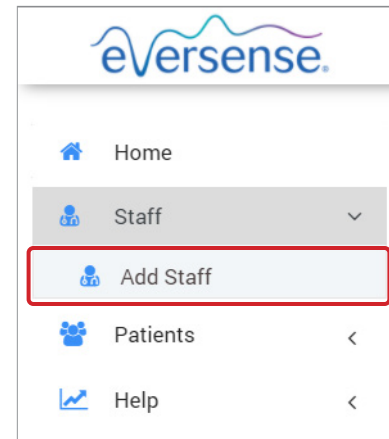 eversense.
Home
Staff
Add Staff
Patients
Help